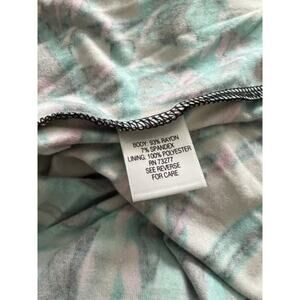 BODY: 93% RAYON
7% SPANDEX
LINING: 100% POLYESTER
RN 73277
SEE REVERSE
FOR CARE